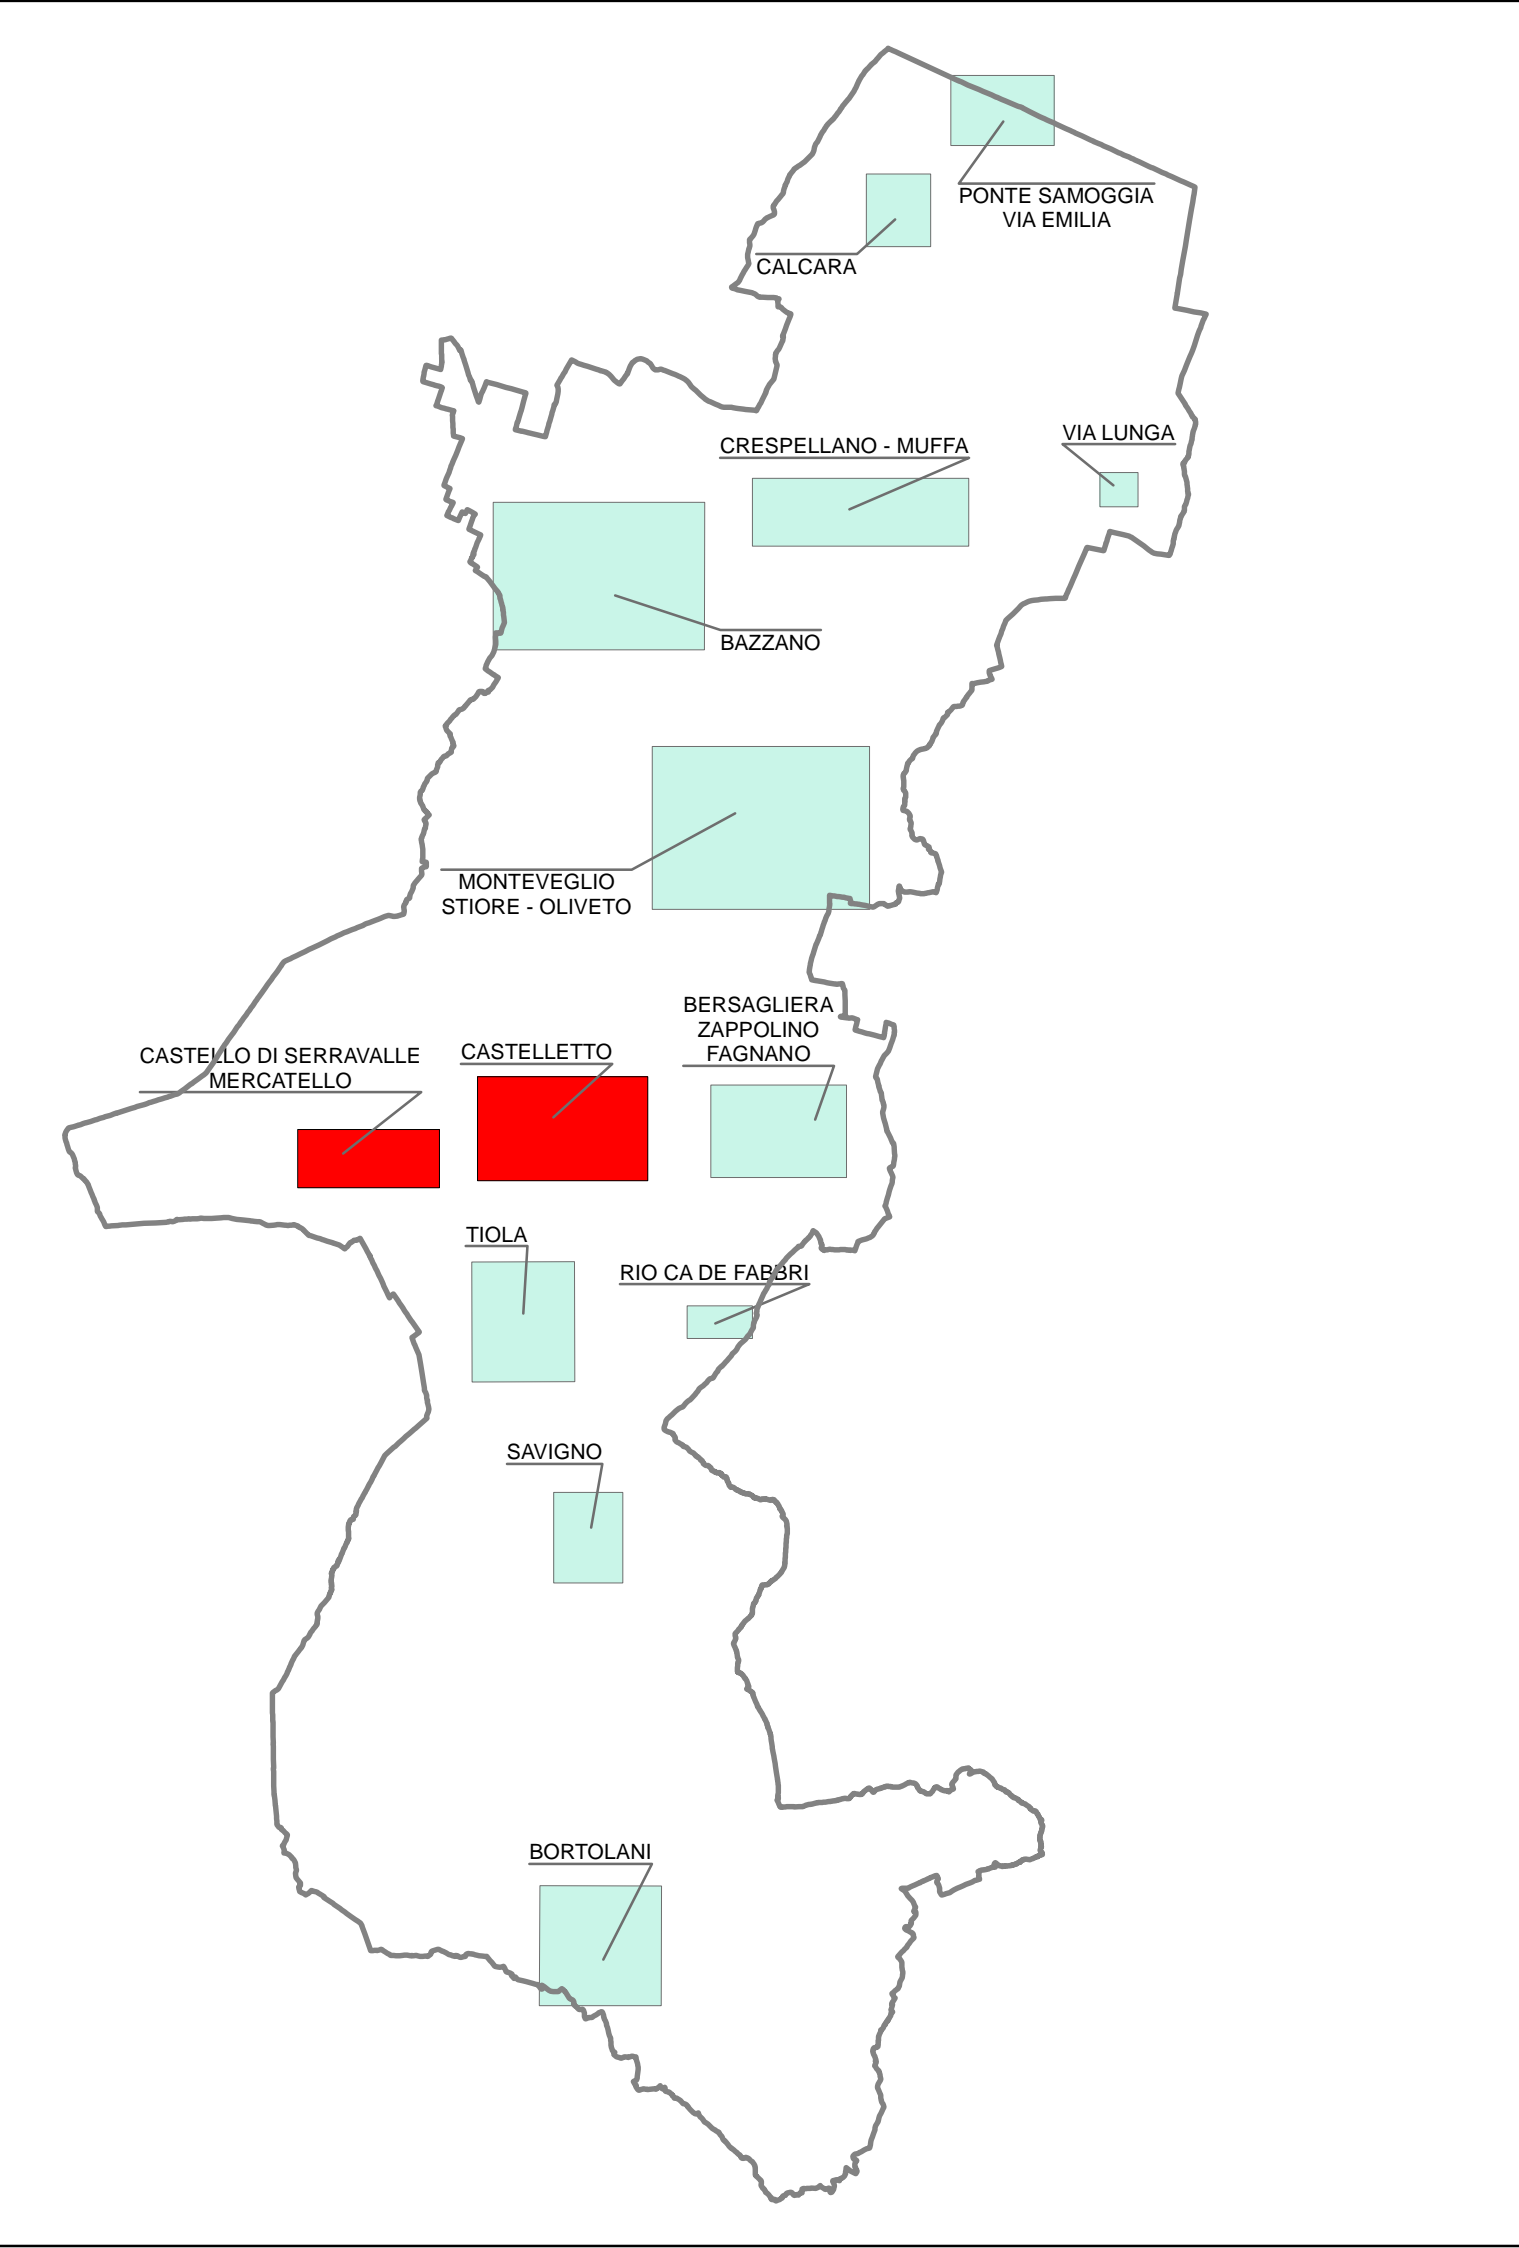 PONTE SAMOGGIA
VIA EMILIA
CALCARA
VIA LUNGA
CRESPELLANO - MUFFA
BAZZANO
MONTEVEGLIO
STIORE - OLIVETO
BERSAGLIERA
ZAPPOLINO
FAGNANO
CASTELLO DI SERRAVALLE
MERCATELLO
CASTELLETTO
TIOLA
RIO CA DE FABBRI
SAVIGNO
BORTOLANI